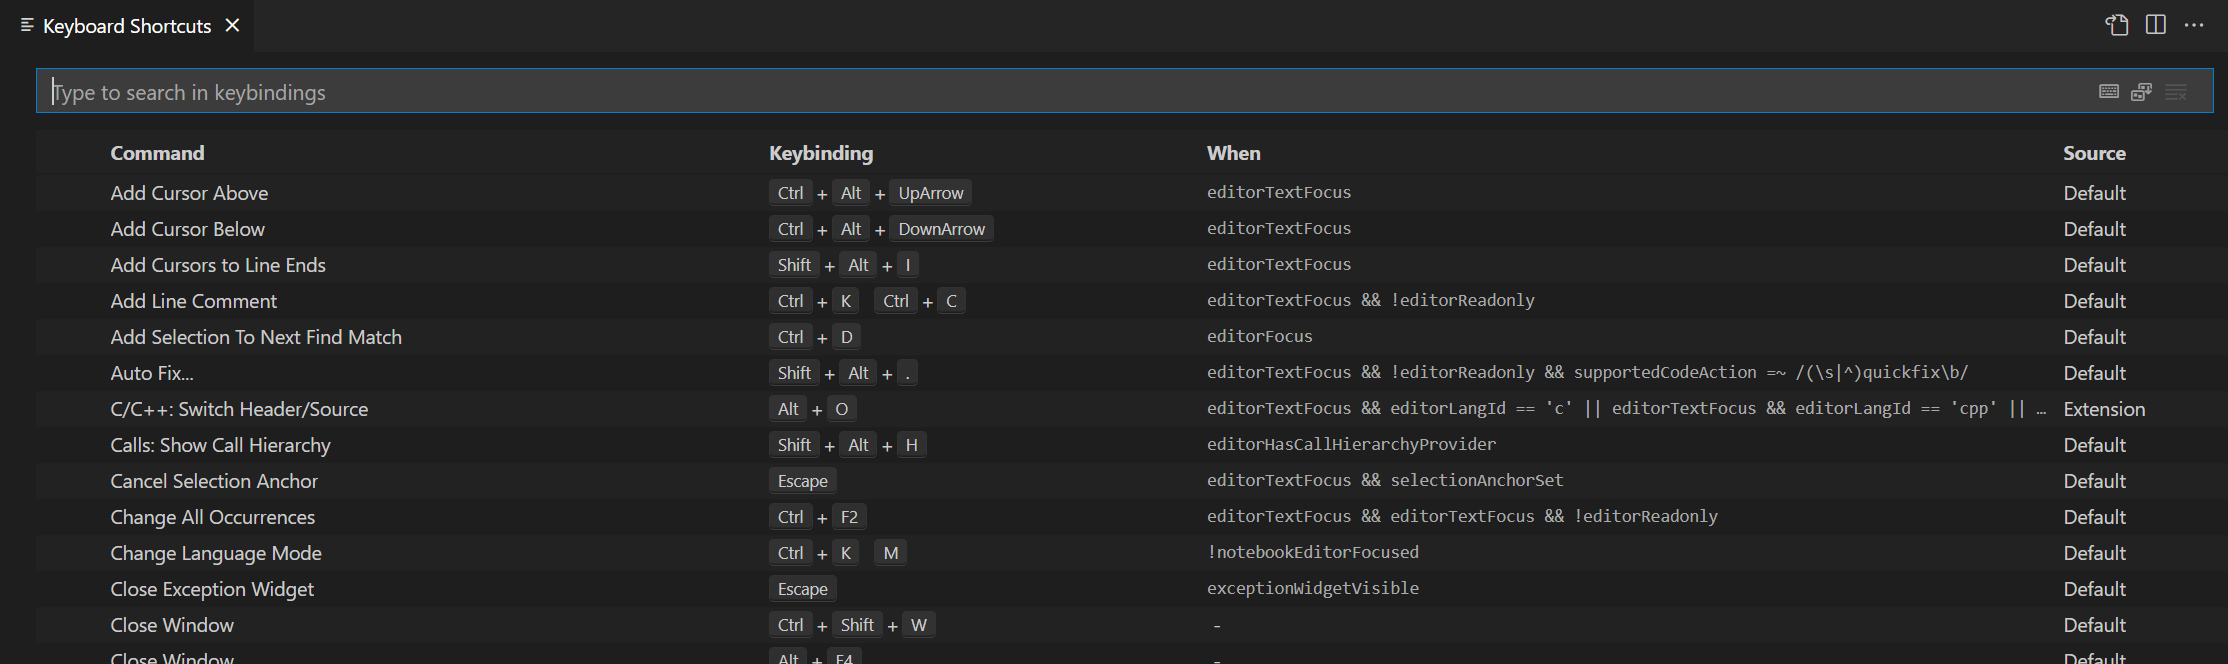 Keyboard Shortcuts
Type to search in keybindings
Command Keybinding When Source
Add Cursor Above Ctrl + Alt + UpArrow editorTextFocus Default
Add Cursor Below Ctrl + Alt + DownArrow editorTextFocus Default
Add Cursors to Line Ends Shift + Alt + I editorTextFocus Default
Add Line Comment Ctrl + K Ctrl + C editorTextFocus && !editorReadonly Default
Add Selection To Next Find Match Ctrl + D editorFocus Default
Auto Fix... Shift + Alt + . editorTextFocus && !editorReadonly && supportedCodeAction =~ /(\s|^)quickfix\b/ Default
C/C++: Switch Header/Source Alt + O editorTextFocus && editorLangId == 'c' || editorTextFocus && editorLangId == 'cpp' || … Extension
Calls: Show Call Hierarchy Shift + Alt + H editorHasCallHierarchyProvider Default
Cancel Selection Anchor Escape editorTextFocus && selectionAnchorSet Default
Change All Occurrences Ctrl + F2 editorTextFocus && editorTextFocus && !editorReadonly Default
Change Language Mode Ctrl + K M !notebookEditorFocused Default
Close Exception Widget Escape exceptionWidgetVisible Default
Close Window Ctrl + Shift + W - Default
Close Window Alt + F4 - Default